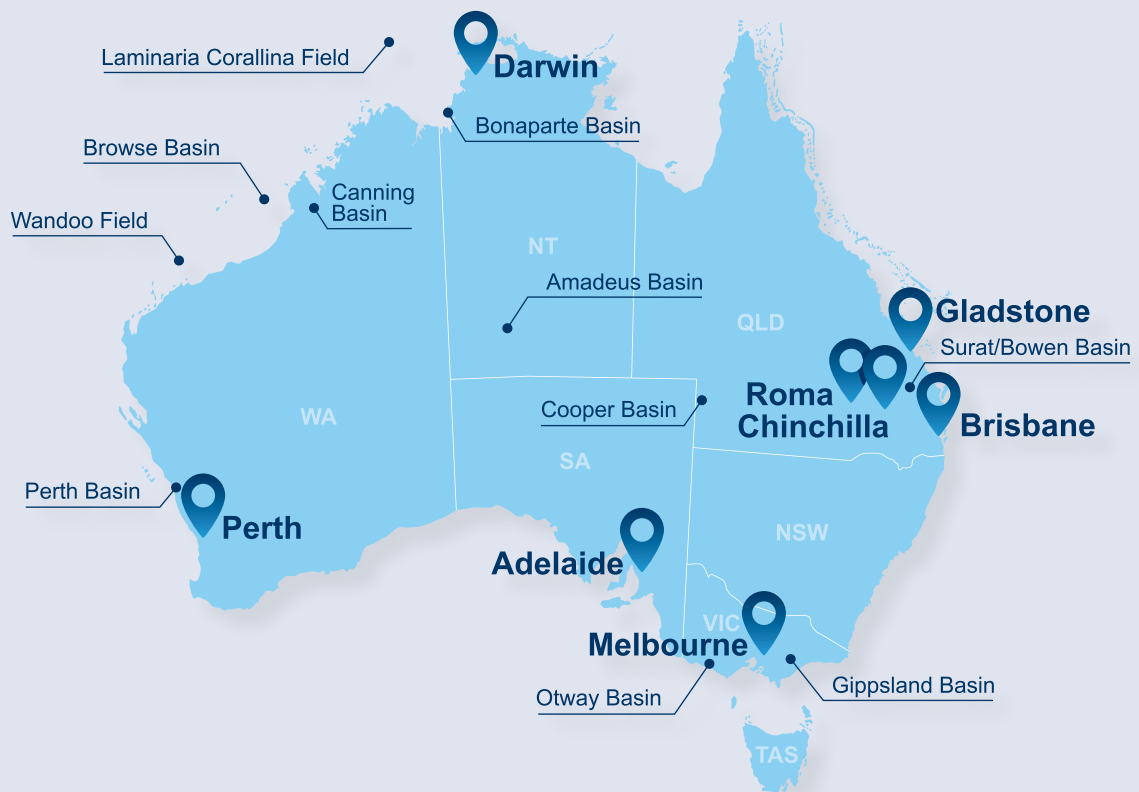 Laminaria Corallina Field
Darwin
Bonaparte Basin
Browse Basin
Canning
Basin
Wandoo Field
NT
Amadeus Basin
Gladstone
QLD
Surat/Bowen Basin
Roma
Cooper Basin
WA
Chinchilla
Brisbane
SA
Perth Basin
Perth
NSW
Adelaide
VIC
Melbourne
Gippsland Basin
Otway Basin
TAS